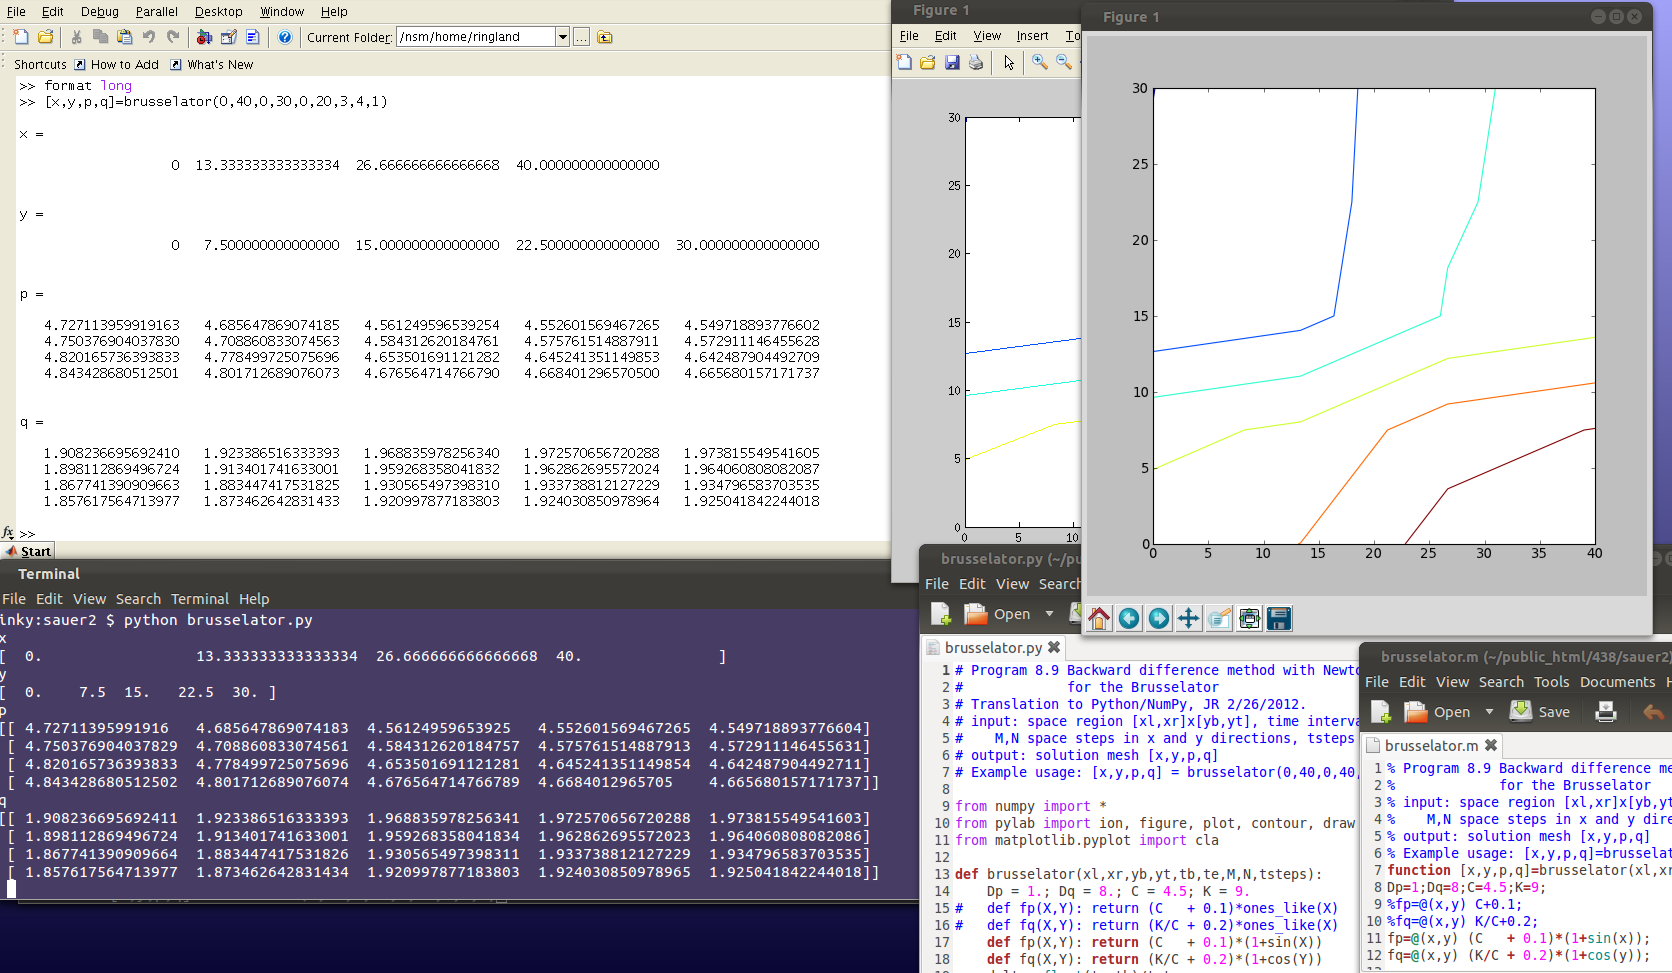 File Edit Debug Parallel Desktop Window Help
Current Folder: /nsm/home/ringland ...
Shortcuts How to Add What's New
>> format long
>> [x,y,p,q]=brusselator(0,40,0,30,0,20,3,4,1)
x =
0 13.333333333333334 26.666666666666668 40.000000000000000
y =
0 7.500000000000000 15.000000000000000 22.500000000000000 30.000000000000000
p =
4.727113959919163 4.685647869074185 4.561249596539254 4.552601569467265 4.549718893776602
4.750376904037830 4.708860833074563 4.584312620184761 4.575761514887911 4.572911146455628
4.820165736393833 4.778499725075696 4.653501691121282 4.645241351149853 4.642487904492709
4.843428680512501 4.801712689076073 4.676564714766790 4.668401296570500 4.665680157171737
q =
1.908236695692410 1.923386516333393 1.968835978256340 1.972570656720288 1.973815549541605
1.898112869496724 1.913401741633001 1.959268358041832 1.962862695572024 1.964060808082087
1.867741390909663 1.883447417531825 1.930565497398310 1.933738812127229 1.934796583703535
1.857617564713977 1.873462642831433 1.920997877183803 1.924030850978964 1.925041842244018
fx >>
Start
Terminal
File Edit View Search Terminal Help
inky:sauer2 $ python brusselator.py
x
[ 0. 13.333333333333334 26.666666666666668 40. ]
y
[ 0. 7.5 15. 22.5 30. ]
p
[[ 4.72711395991916 4.685647869074183 4.56124959653925 4.552601569467265 4.549718893776604]
[ 4.750376904037829 4.708860833074561 4.584312620184757 4.575761514887913 4.572911146455631]
[ 4.820165736393833 4.778499725075696 4.653501691121281 4.645241351149854 4.642487904492711]
[ 4.843428680512502 4.801712689076074 4.676564714766789 4.6684012965705 4.665680157171737]]
q
[[ 1.908236695692411 1.923386516333393 1.968835978256341 1.972570656720288 1.973815549541603]
[ 1.898112869496724 1.913401741633001 1.959268358041834 1.962862695572023 1.964060808082086]
[ 1.867741390909664 1.883447417531826 1.930565497398311 1.933738812127229 1.934796583703535]
[ 1.857617564713977 1.873462642831434 1.920997877183803 1.924030850978965 1.925041842244018]]
Figure 1
File Edit View Insert To
30
25
20
15
10
5
0
0 5 10
Figure 1
30
25
20
15
10
5
0
0 5 10 15 20 25 30 35 40
brusselator.py (~/pu
File Edit View Search
Open
brusselator.py
1 # Program 8.9 Backward difference method with Newto
2 # for the Brusselator
3 # Translation to Python/NumPy, JR 2/26/2012.
4 # input: space region [xl,xr]x[yb,yt], time interva
5 # M,N space steps in x and y directions, tsteps
6 # output: solution mesh [x,y,p,q]
7 # Example usage: [x,y,p,q] = brusselator(0,40,0,40,
8
9 from numpy import *
10 from pylab import ion, figure, plot, contour, draw
11 from matplotlib.pyplot import cla
12
13 def brusselator(xl,xr,yb,yt,tb,te,M,N,tsteps):
14 Dp = 1.; Dq = 8.; C = 4.5; K = 9.
15 # def fp(X,Y): return (C + 0.1)*ones_like(X)
16 # def fq(X,Y): return (K/C + 0.2)*ones_like(X)
17 def fp(X,Y): return (C + 0.1)*(1+sin(X))
18 def fq(X,Y): return (K/C + 0.2)*(1+cos(Y))
brusselator.m (~/public_html/438/sauer2)
File Edit View Search Tools Documents H
Open Save
brusselator.m
1 % Program 8.9 Backward difference me
2 % for the Brusselator
3 % input: space region [xl,xr]x[yb,yt
4 % M,N space steps in x and y dire
5 % output: solution mesh [x,y,p,q]
6 % Example usage: [x,y,p,q]=brusselat
7 function [x,y,p,q]=brusselator(xl,xr
8 Dp=1;Dq=8;C=4.5;K=9;
9 %fp=@(x,y) C+0.1;
10 %fq=@(x,y) K/C+0.2;
11 fp=@(x,y) (C + 0.1)*(1+sin(x));
12 fq=@(x,y) (K/C + 0.2)*(1+cos(y));